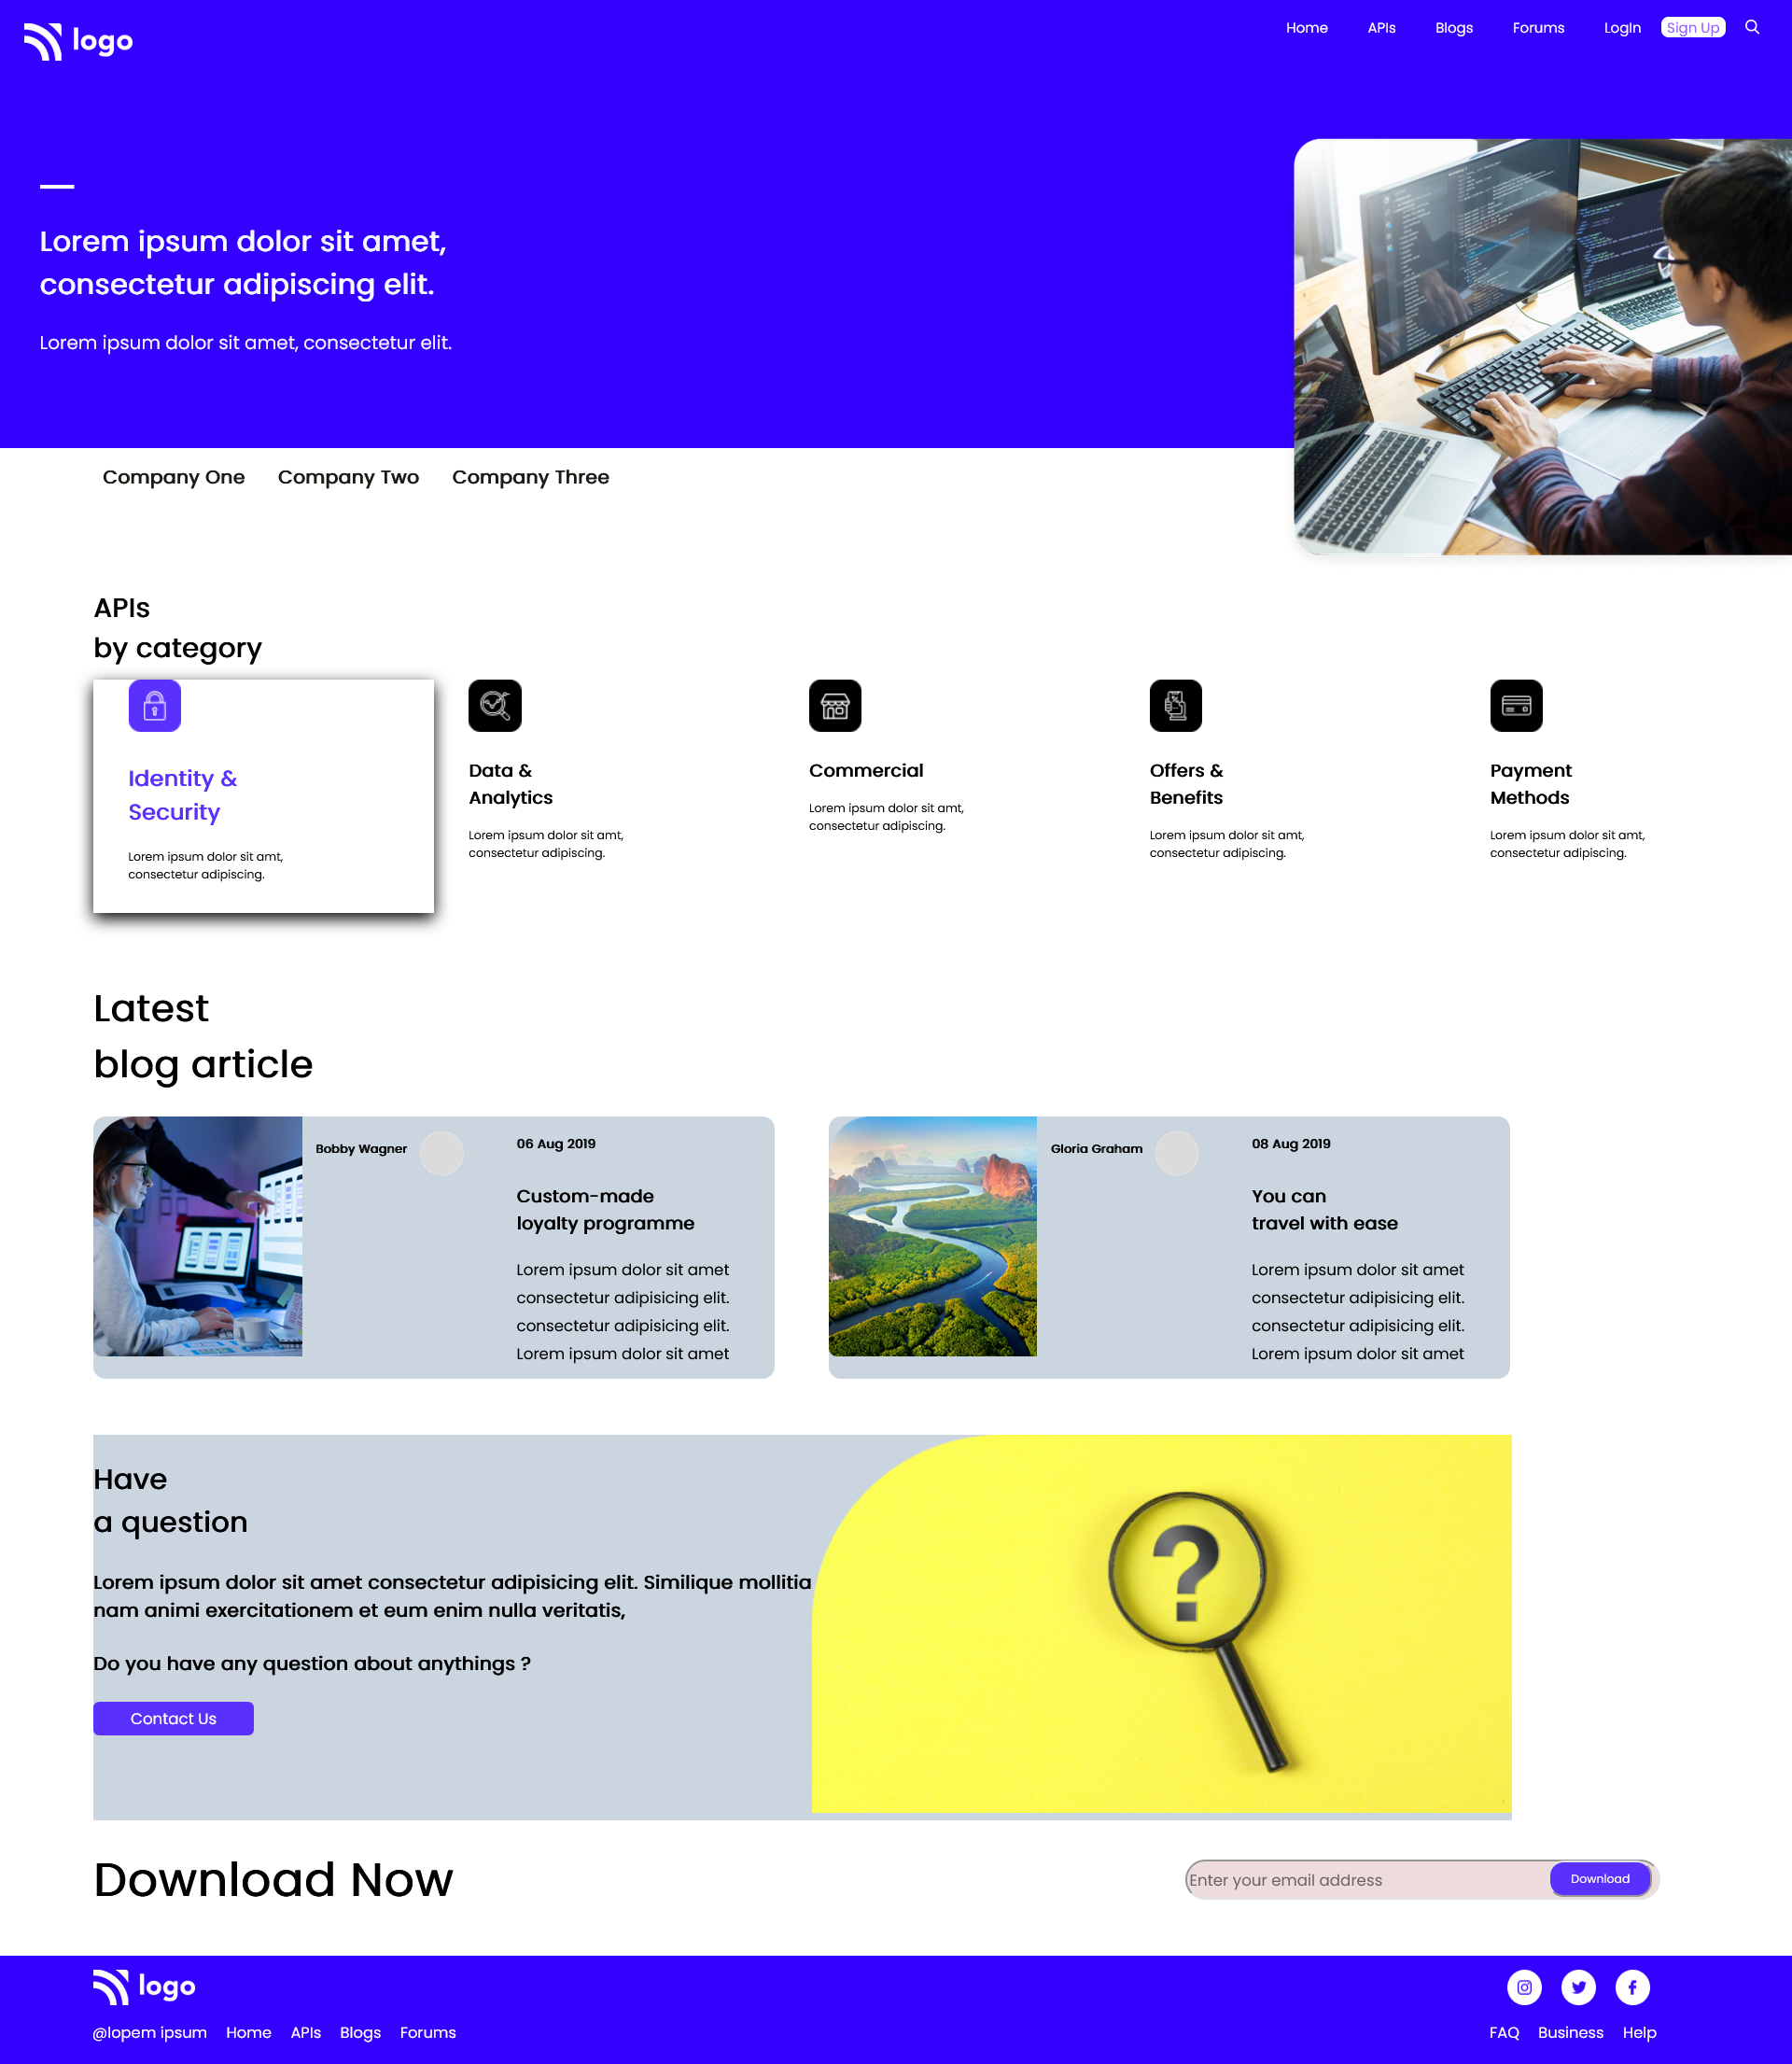 logo
Home APIs Blogs Forums LogIn Sign Up
Lorem ipsum dolor sit amet,
consectetur adipiscing elit.
Lorem ipsum dolor sit amet, consectetur elit.
Company One Company Two Company Three
APIs
by category
Identity &
Security
Lorem ipsum dolor sit amt,
consectetur adipiscing.
Data &
Analytics
Lorem ipsum dolor sit amt,
consectetur adipiscing.
Commercial
Lorem ipsum dolor sit amt,
consectetur adipiscing.
Offers &
Benefits
Lorem ipsum dolor sit amt,
consectetur adipiscing.
Payment
Methods
Lorem ipsum dolor sit amt,
consectetur adipiscing.
Latest
blog article
Bobby Wagner
06 Aug 2019
Custom-made
loyalty programme
Lorem ipsum dolor sit amet
consectetur adipisicing elit.
consectetur adipisicing elit.
Lorem ipsum dolor sit amet
Gloria Graham
08 Aug 2019
You can
travel with ease
Lorem ipsum dolor sit amet
consectetur adipisicing elit.
consectetur adipisicing elit.
Lorem ipsum dolor sit amet
Have
a question
Lorem ipsum dolor sit amet consectetur adipisicing elit. Similique mollitia
nam animi exercitationem et eum enim nulla veritatis,
Do you have any question about anythings ?
Contact Us
?
Download Now
Enter your email address
Download
logo
@lopem ipsum Home APIs Blogs Forums
FAQ Business Help